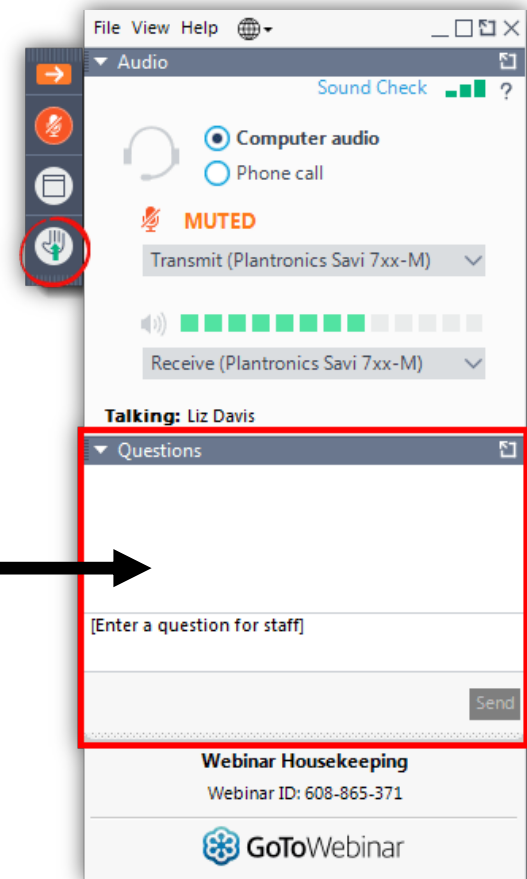 File View Help
Audio
Sound Check ?
Computer audio
Phone call
MUTED
Transmit (Plantronics Savi 7xx-M)
Receive (Plantronics Savi 7xx-M)
Talking: Liz Davis
Questions
[Enter a question for staff]
Send
Webinar Housekeeping
Webinar ID: 608-865-371
GoToWebinar